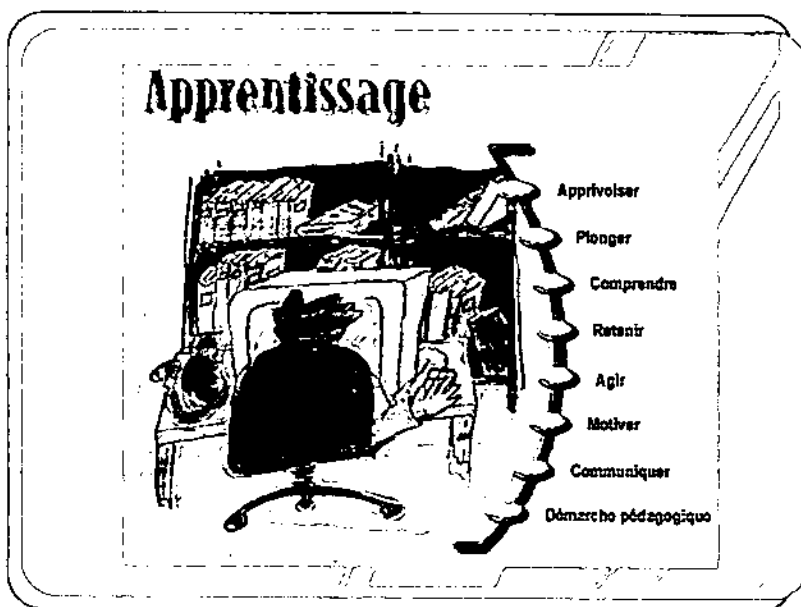 Apprentissage
Apprivoiser
Plonger
Comprendre
Retenir
Agir
Motiver
Communiquer
Démarche pédagogique